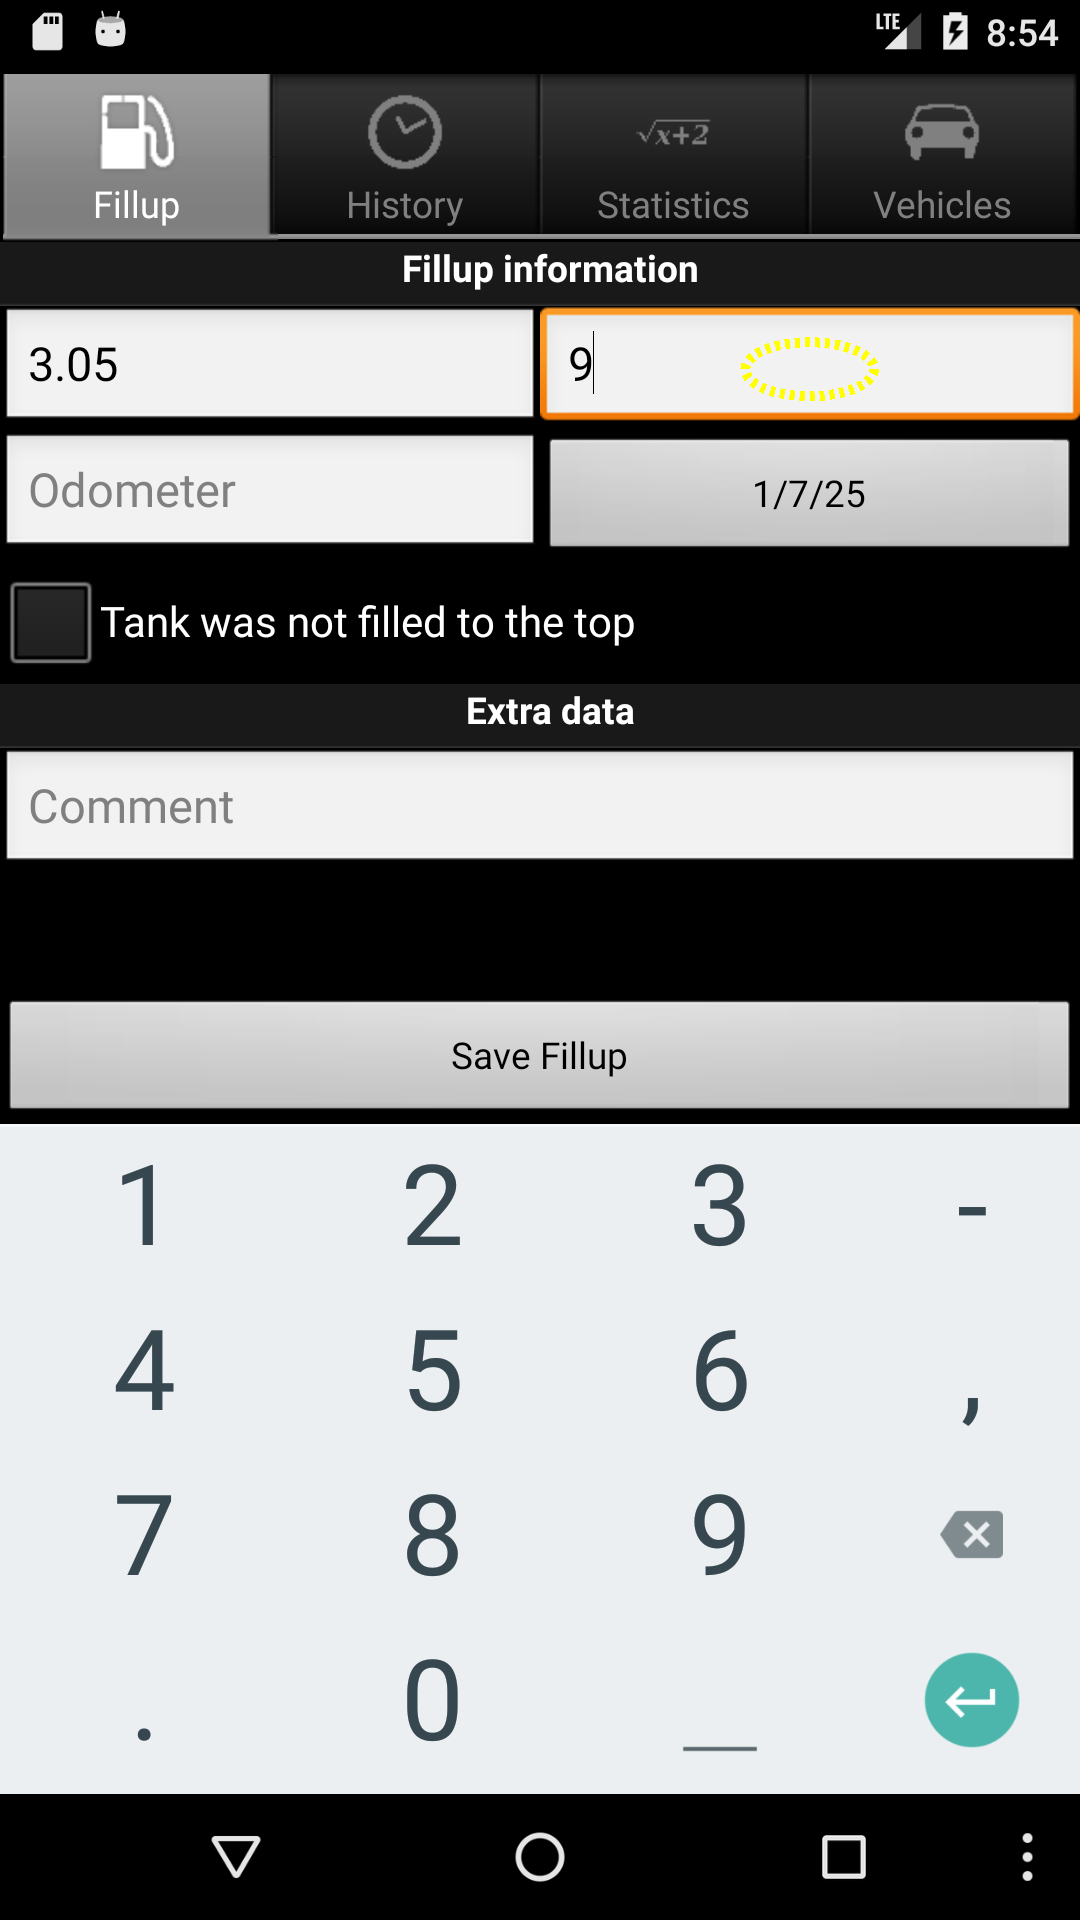 LTE 8:54
√x+2
Fillup History Statistics Vehicles
Fillup information
3.05 9
Odometer 1/7/25
Tank was not filled to the top
Extra data
Comment
Save Fillup
1 2 3 -
4 5 6 ,
7 8 9
. 0 _